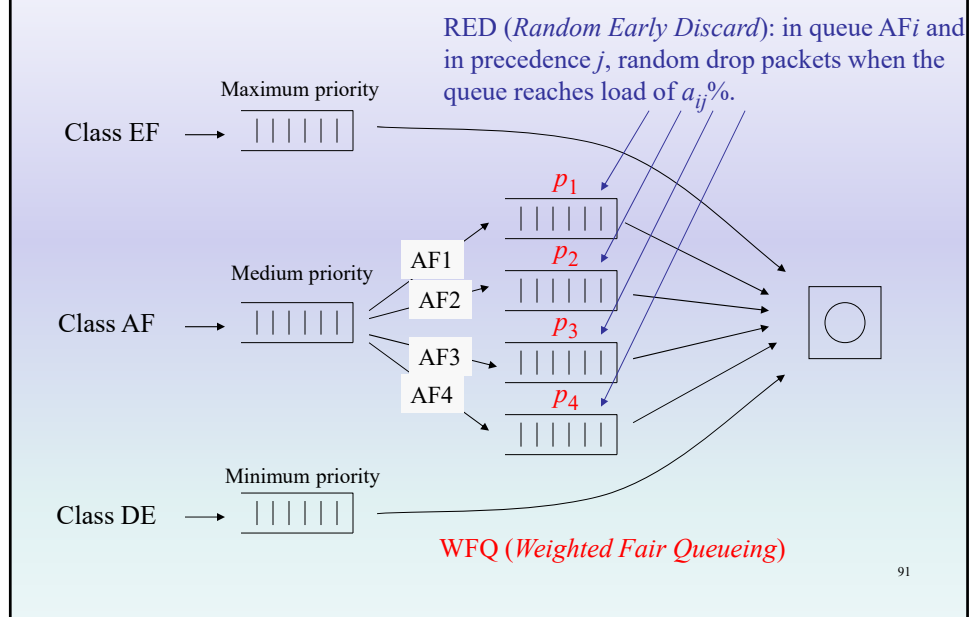 RED (Random Early Discard): in queue AFi and
in precedence j, random drop packets when the
queue reaches load of aij%.
Maximum priority
Class EF
p1
AF1
p2
Medium priority
AF2
Class AF
p3
AF3
AF4
p4
Minimum priority
Class DE
WFQ (Weighted Fair Queueing)
91